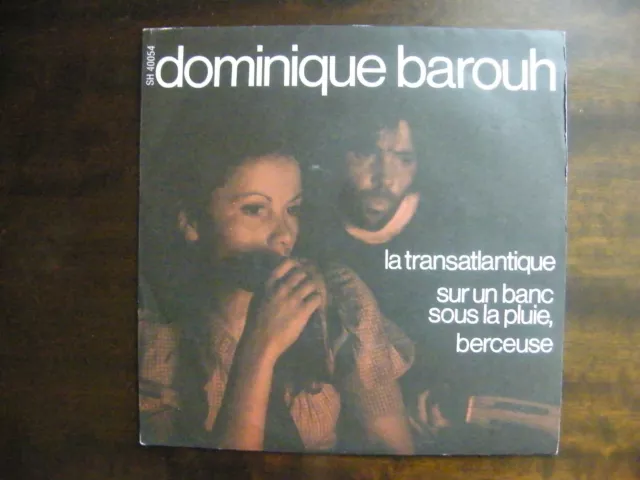 SH 40054
dominique barouh
la transatlantique
sur un banc
sous la pluie,
berceuse